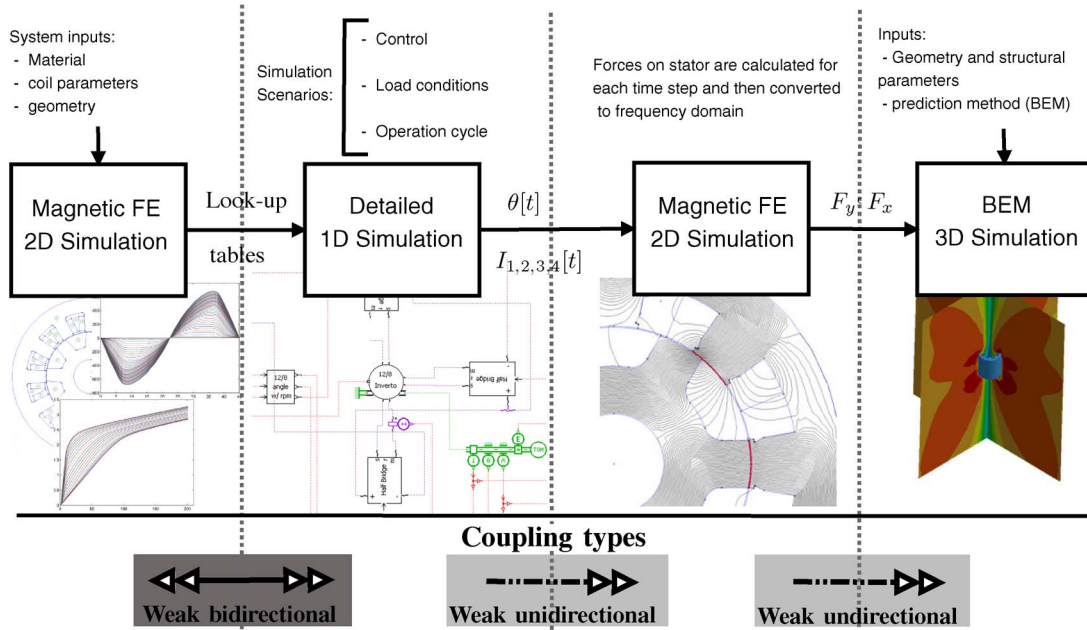 System inputs:
- Material
- coil parameters
- geometry
Simulation
Scenarios:
- Control
- Load conditions
- Operation cycle
Forces on stator are calculated for
each time step and then converted
to frequency domain
Inputs:
- Geometry and structural
parameters
- prediction method (BEM)
Magnetic FE
2D Simulation
Look-up
tables
Detailed
1D Simulation
θ[t]
I1,2,3,4[t]
Magnetic FE
2D Simulation
Fy, Fx
BEM
3D Simulation
12/8
angle
w/ rpm
12/8
Inverto
Half Bridge
Half Bridge
TOM
Coupling types
Weak bidirectional
Weak unidirectional
Weak undirectional